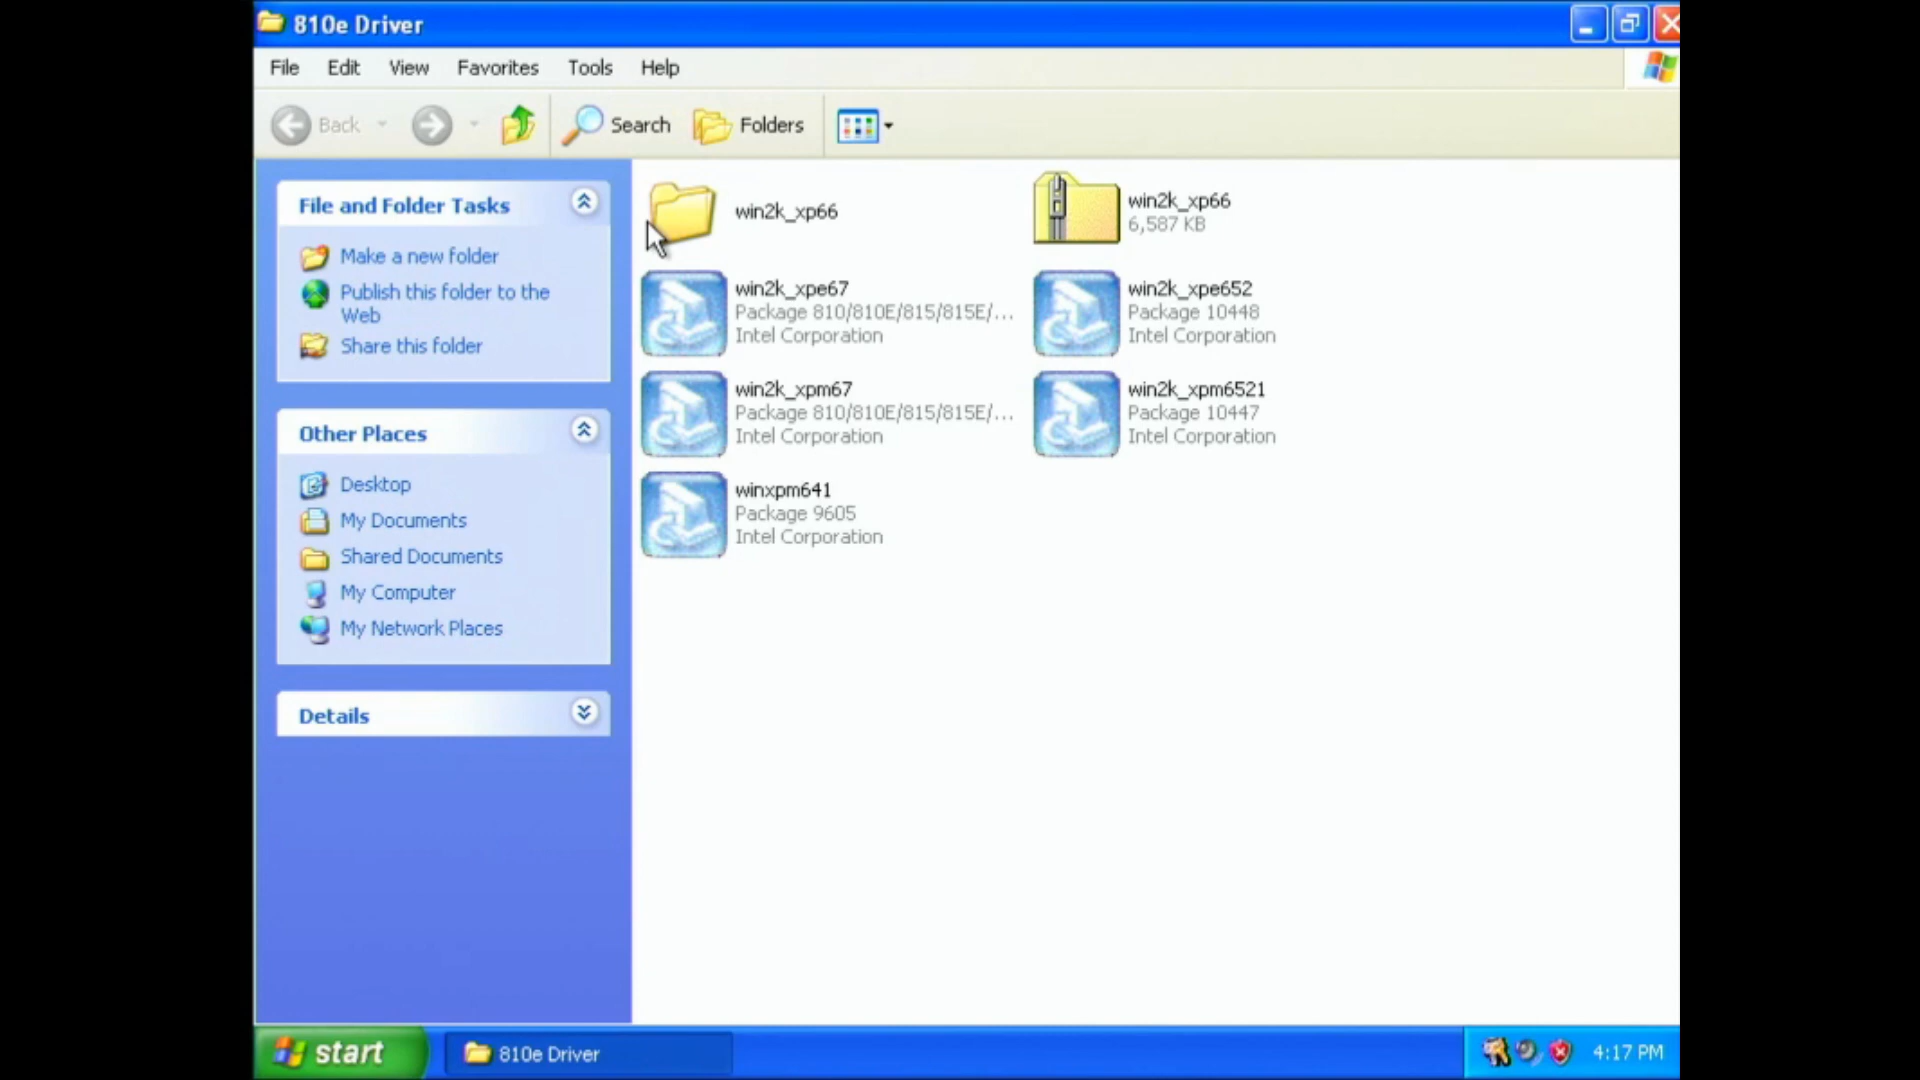 810e Driver
File Edit View Favorites Tools Help
Back Search Folders
File and Folder Tasks
Make a new folder
Publish this folder to the
Web
Share this folder
Other Places
Desktop
My Documents
Shared Documents
My Computer
My Network Places
Details
win2k_xp66
win2k_xp66
6,587 KB
win2k_xpe67
Package 810/810E/815/815E/...
Intel Corporation
win2k_xpe652
Package 10448
Intel Corporation
win2k_xpm67
Package 810/810E/815/815E/...
Intel Corporation
win2k_xpm6521
Package 10447
Intel Corporation
winxpm641
Package 9605
Intel Corporation
start
810e Driver
4:17 PM